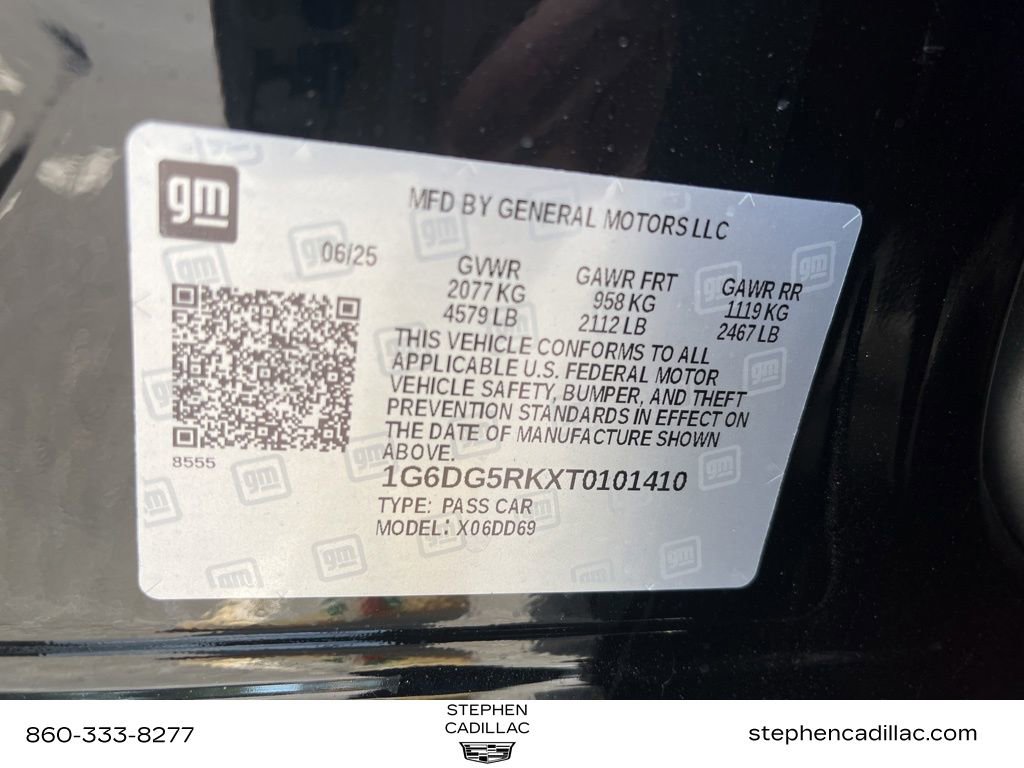 gm
MFD BY GENERAL MOTORS LLC
06/25
GVWR
2077 KG
4579 LB
GAWR FRT
958 KG
2112 LB
GAWR RR
1119 KG
2467 LB
THIS VEHICLE CONFORMS TO ALL
APPLICABLE U.S. FEDERAL MOTOR
VEHICLE SAFETY, BUMPER, AND THEFT
PREVENTION STANDARDS IN EFFECT ON
THE DATE OF MANUFACTURE SHOWN
ABOVE.
8555
1G6DG5RKXT0101410
TYPE: PASS CAR
MODEL: X06DD69
860-333-8277
STEPHEN
CADILLAC
stephencadillac.com